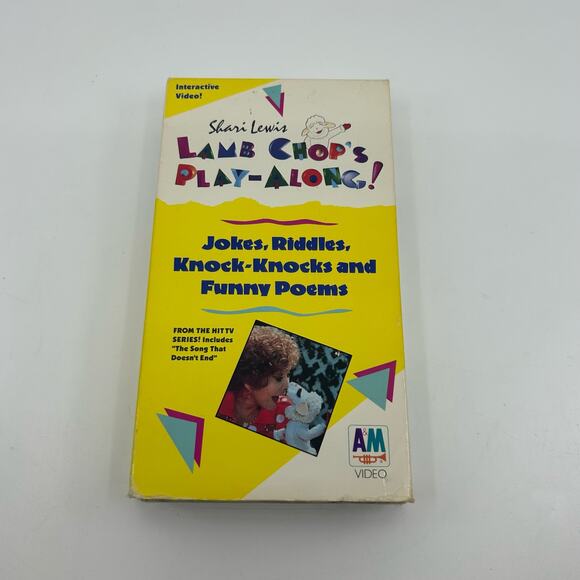 Interactive
Video!
Shari Lewis
LAMB CHOP'S
PLAY-ALONG!
Jokes, Riddles,
Knock-Knocks and
Funny Poems
FROM THE HIT TV
SERIES! Includes
"The Song That
Doesn't End"
A&M
VIDEO